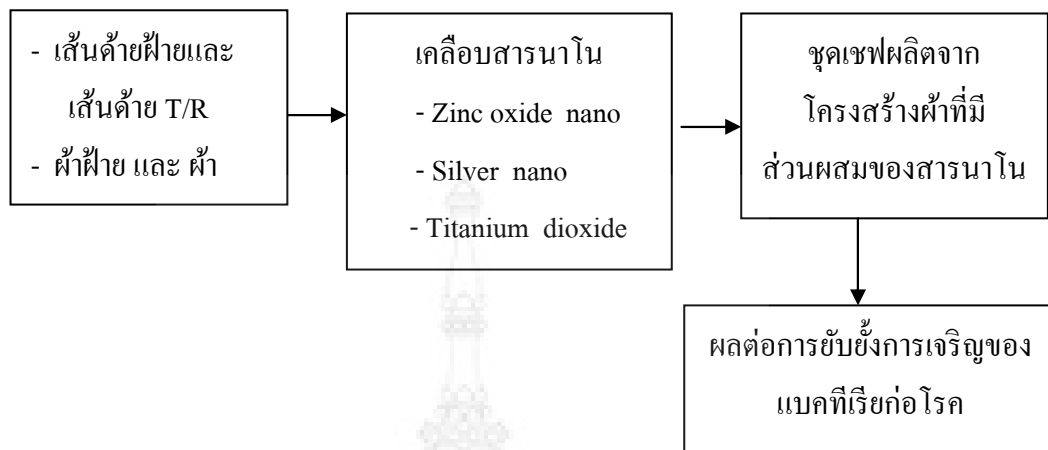 - เส้นด้ายฝ้ายและ
เส้นด้าย T/R
- ผ้าฝ้าย และ ผ้า
เคลือบสารนาโน
- Zinc oxide nano
- Silver nano
- Titanium dioxide
ชุดเชฟผลิตจาก
โครงสร้างผ้าที่มี
ส่วนผสมของสารนาโน
ผลต่อการยับยั้งการเจริญของ
แบคทีเรียก่อโรค